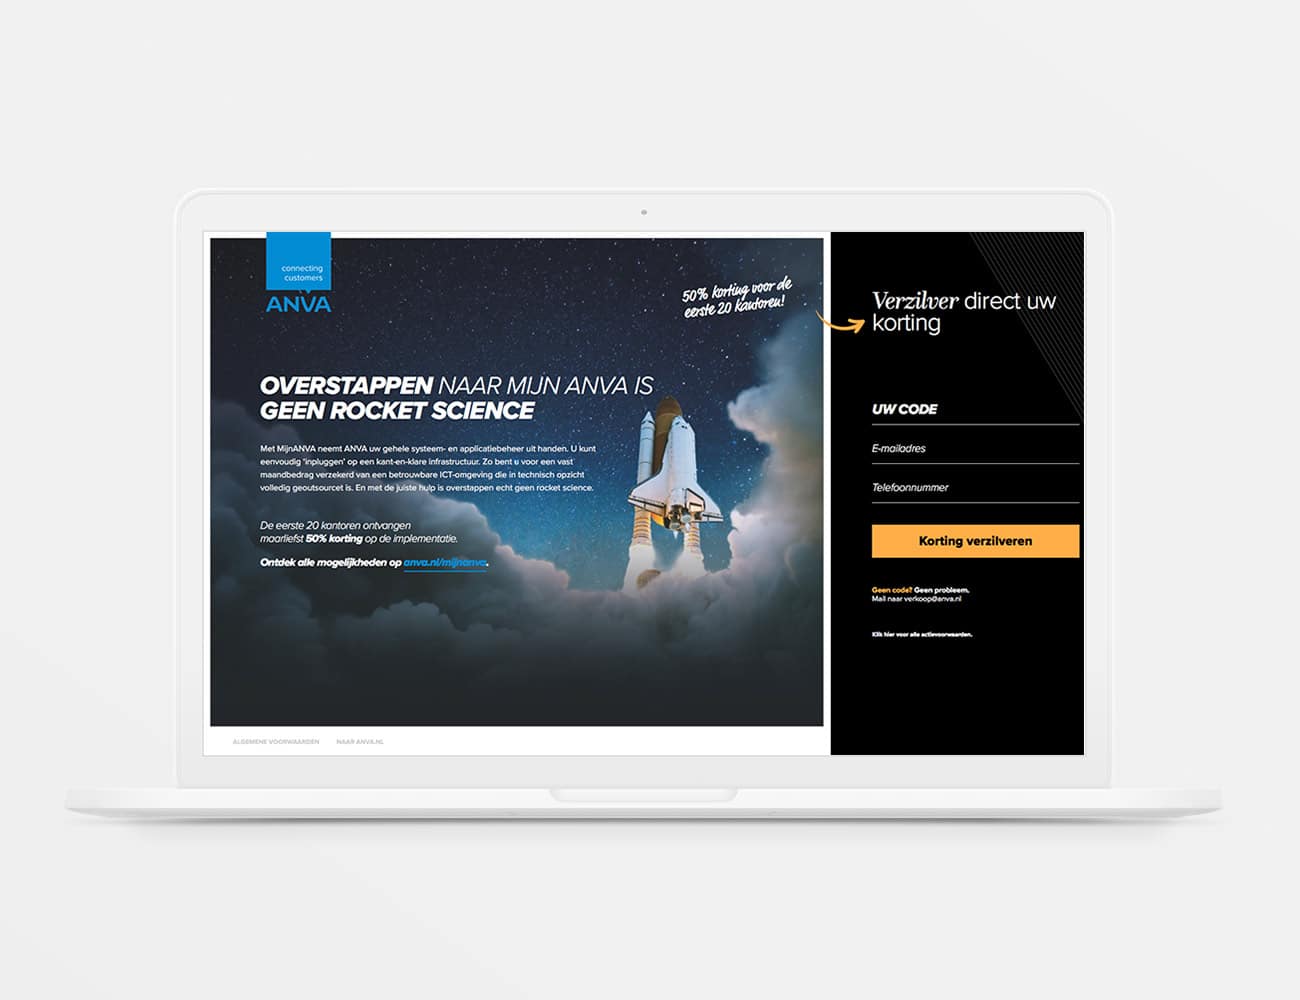 connecting
customers
ANVA
50% korting voor de
eerste 20 kantoren!
OVERSTAPPEN NAAR MIJN ANVA IS
GEEN ROCKET SCIENCE
Met MijnANVA neemt ANVA uw gehele systeem- en applicatiebeheer uit handen. U kunt
eenvoudig 'inpluggen' op een kant-en-klare infrastructuur. Zo bent u voor een vast
maandbedrag verzekerd van een betrouwbare ICT-omgeving die in technisch opzicht
volledig geoutsourcet is. En met de juiste hulp is overstappen echt geen rocket science.
De eerste 20 kantoren ontvangen
maarliefst 50% korting op de implementatie.
Ontdek alle mogelijkheden op anva.nl/mijnanva.
ALGEMENE VOORWAARDEN NAAR ANVA.NL
Verzilver direct uw
korting
UW CODE
E-mailadres
Telefoonnummer
Korting verzilveren
Geen code? Geen probleem.
Mail naar verkoop@anva.nl
Klik hier voor alle actievoorwaarden.